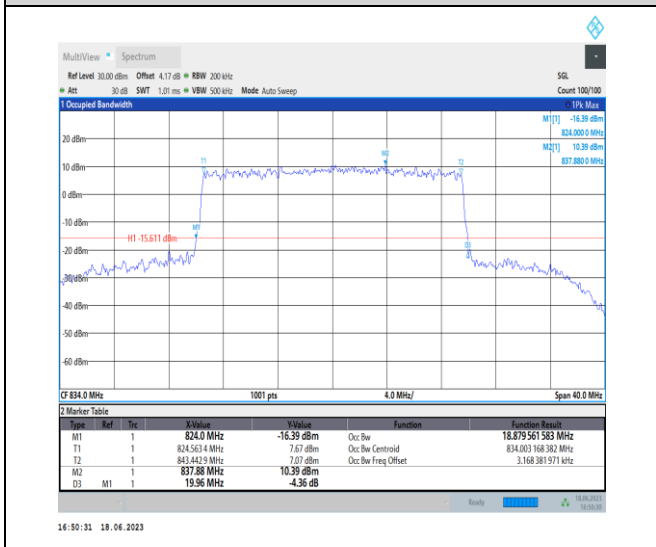 MultiView Spectrum
Ref Level 30.00 dBm Offset 4.17 dB RBW 200 kHz SGL
Att 30 dB SWT 1.01 ms VBW 500 kHz Mode Auto Sweep Count 100/100
1 Occupied Bandwidth 1Pk Max
M1[1] -16.39 dBm
824.000 0 MHz
M2[1] 10.39 dBm
837.880 0 MHz
20 dBm
M2
T1 T2
10 dBm
0 dBm
-10 dBm
M1
H1 -15.611 dBm
-20 dBm
D3
-30 dBm
-40 dBm
-50 dBm
-60 dBm
CF 834.0 MHz 1001 pts 4.0 MHz/ Span 40.0 MHz
2 Marker Table
Type Ref Trc X-Value Y-Value Function Function Result
M1 1 824.0 MHz -16.39 dBm Occ Bw 18.879 561 583 MHz
T1 1 824.563 4 MHz 7.67 dBm Occ Bw Centroid 834.003 168 382 MHz
T2 1 843.442 9 MHz 7.07 dBm Occ Bw Freq Offset 3.168 381 971 kHz
M2 1 837.88 MHz 10.39 dBm
D3 M1 1 19.96 MHz -4.36 dB
Ready 18.06.2023
16:50:30
16:50:31 18.06.2023